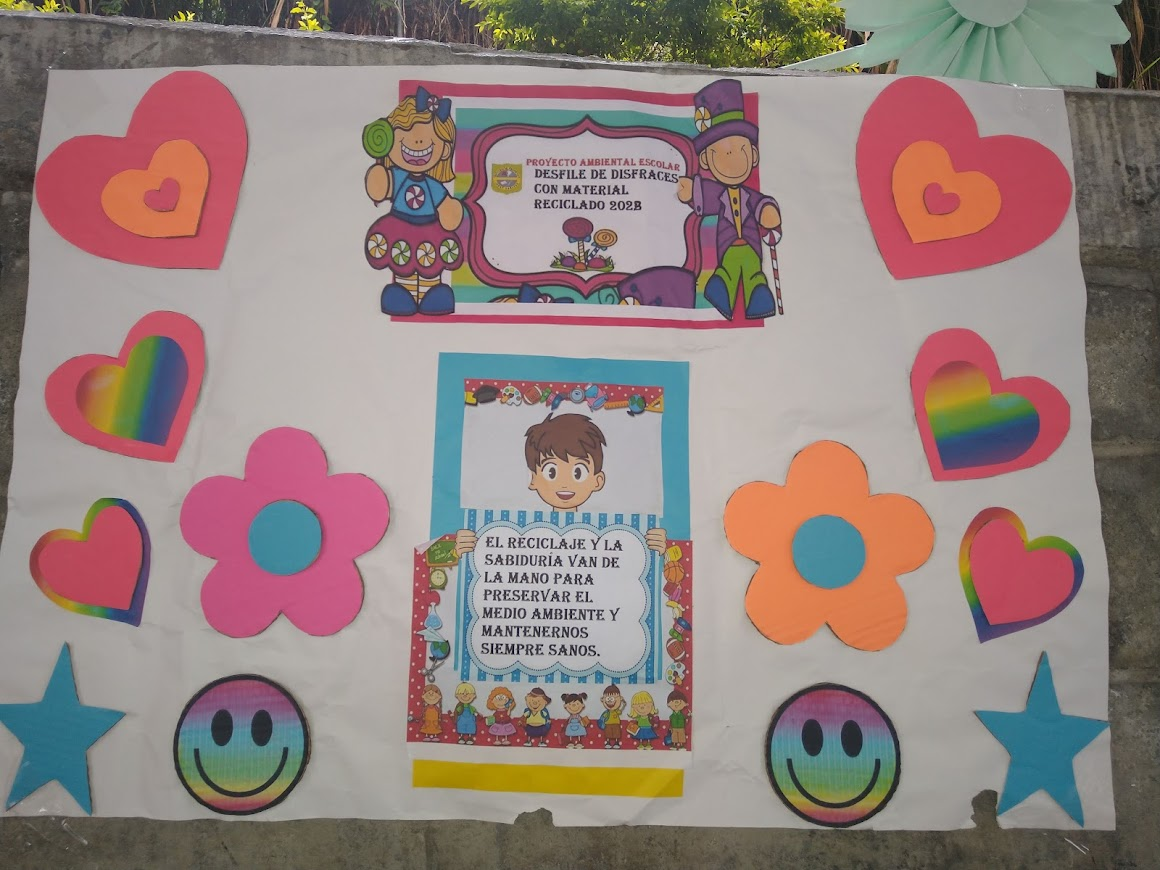 PROYECTO AMBIENTAL ESCOLAR
DESFILE DE DISFRACES
CON MATERIAL
RECICLADO 202B
EL RECICLAJE Y LA
SABIDURÍA VAN DE
LA MANO PARA
PRESERVAR EL
MEDIO AMBIENTE Y
MANTENERNOS
SIEMPRE SANOS.